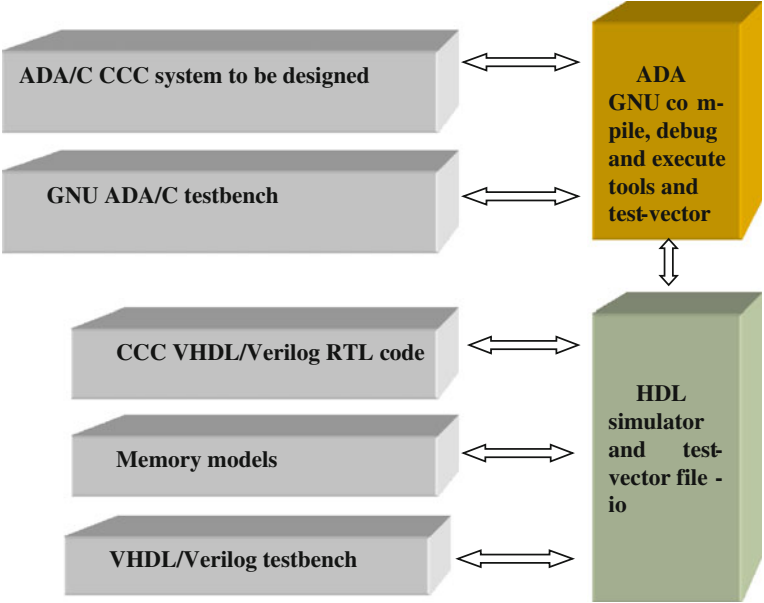 ADA/C CCC system to be designed
GNU ADA/C testbench
ADA
GNU co m-
pile, debug
and execute
tools and
test-vector
CCC VHDL/Verilog RTL code
Memory models
VHDL/Verilog testbench
HDL
simulator
and test-
vector file -
io